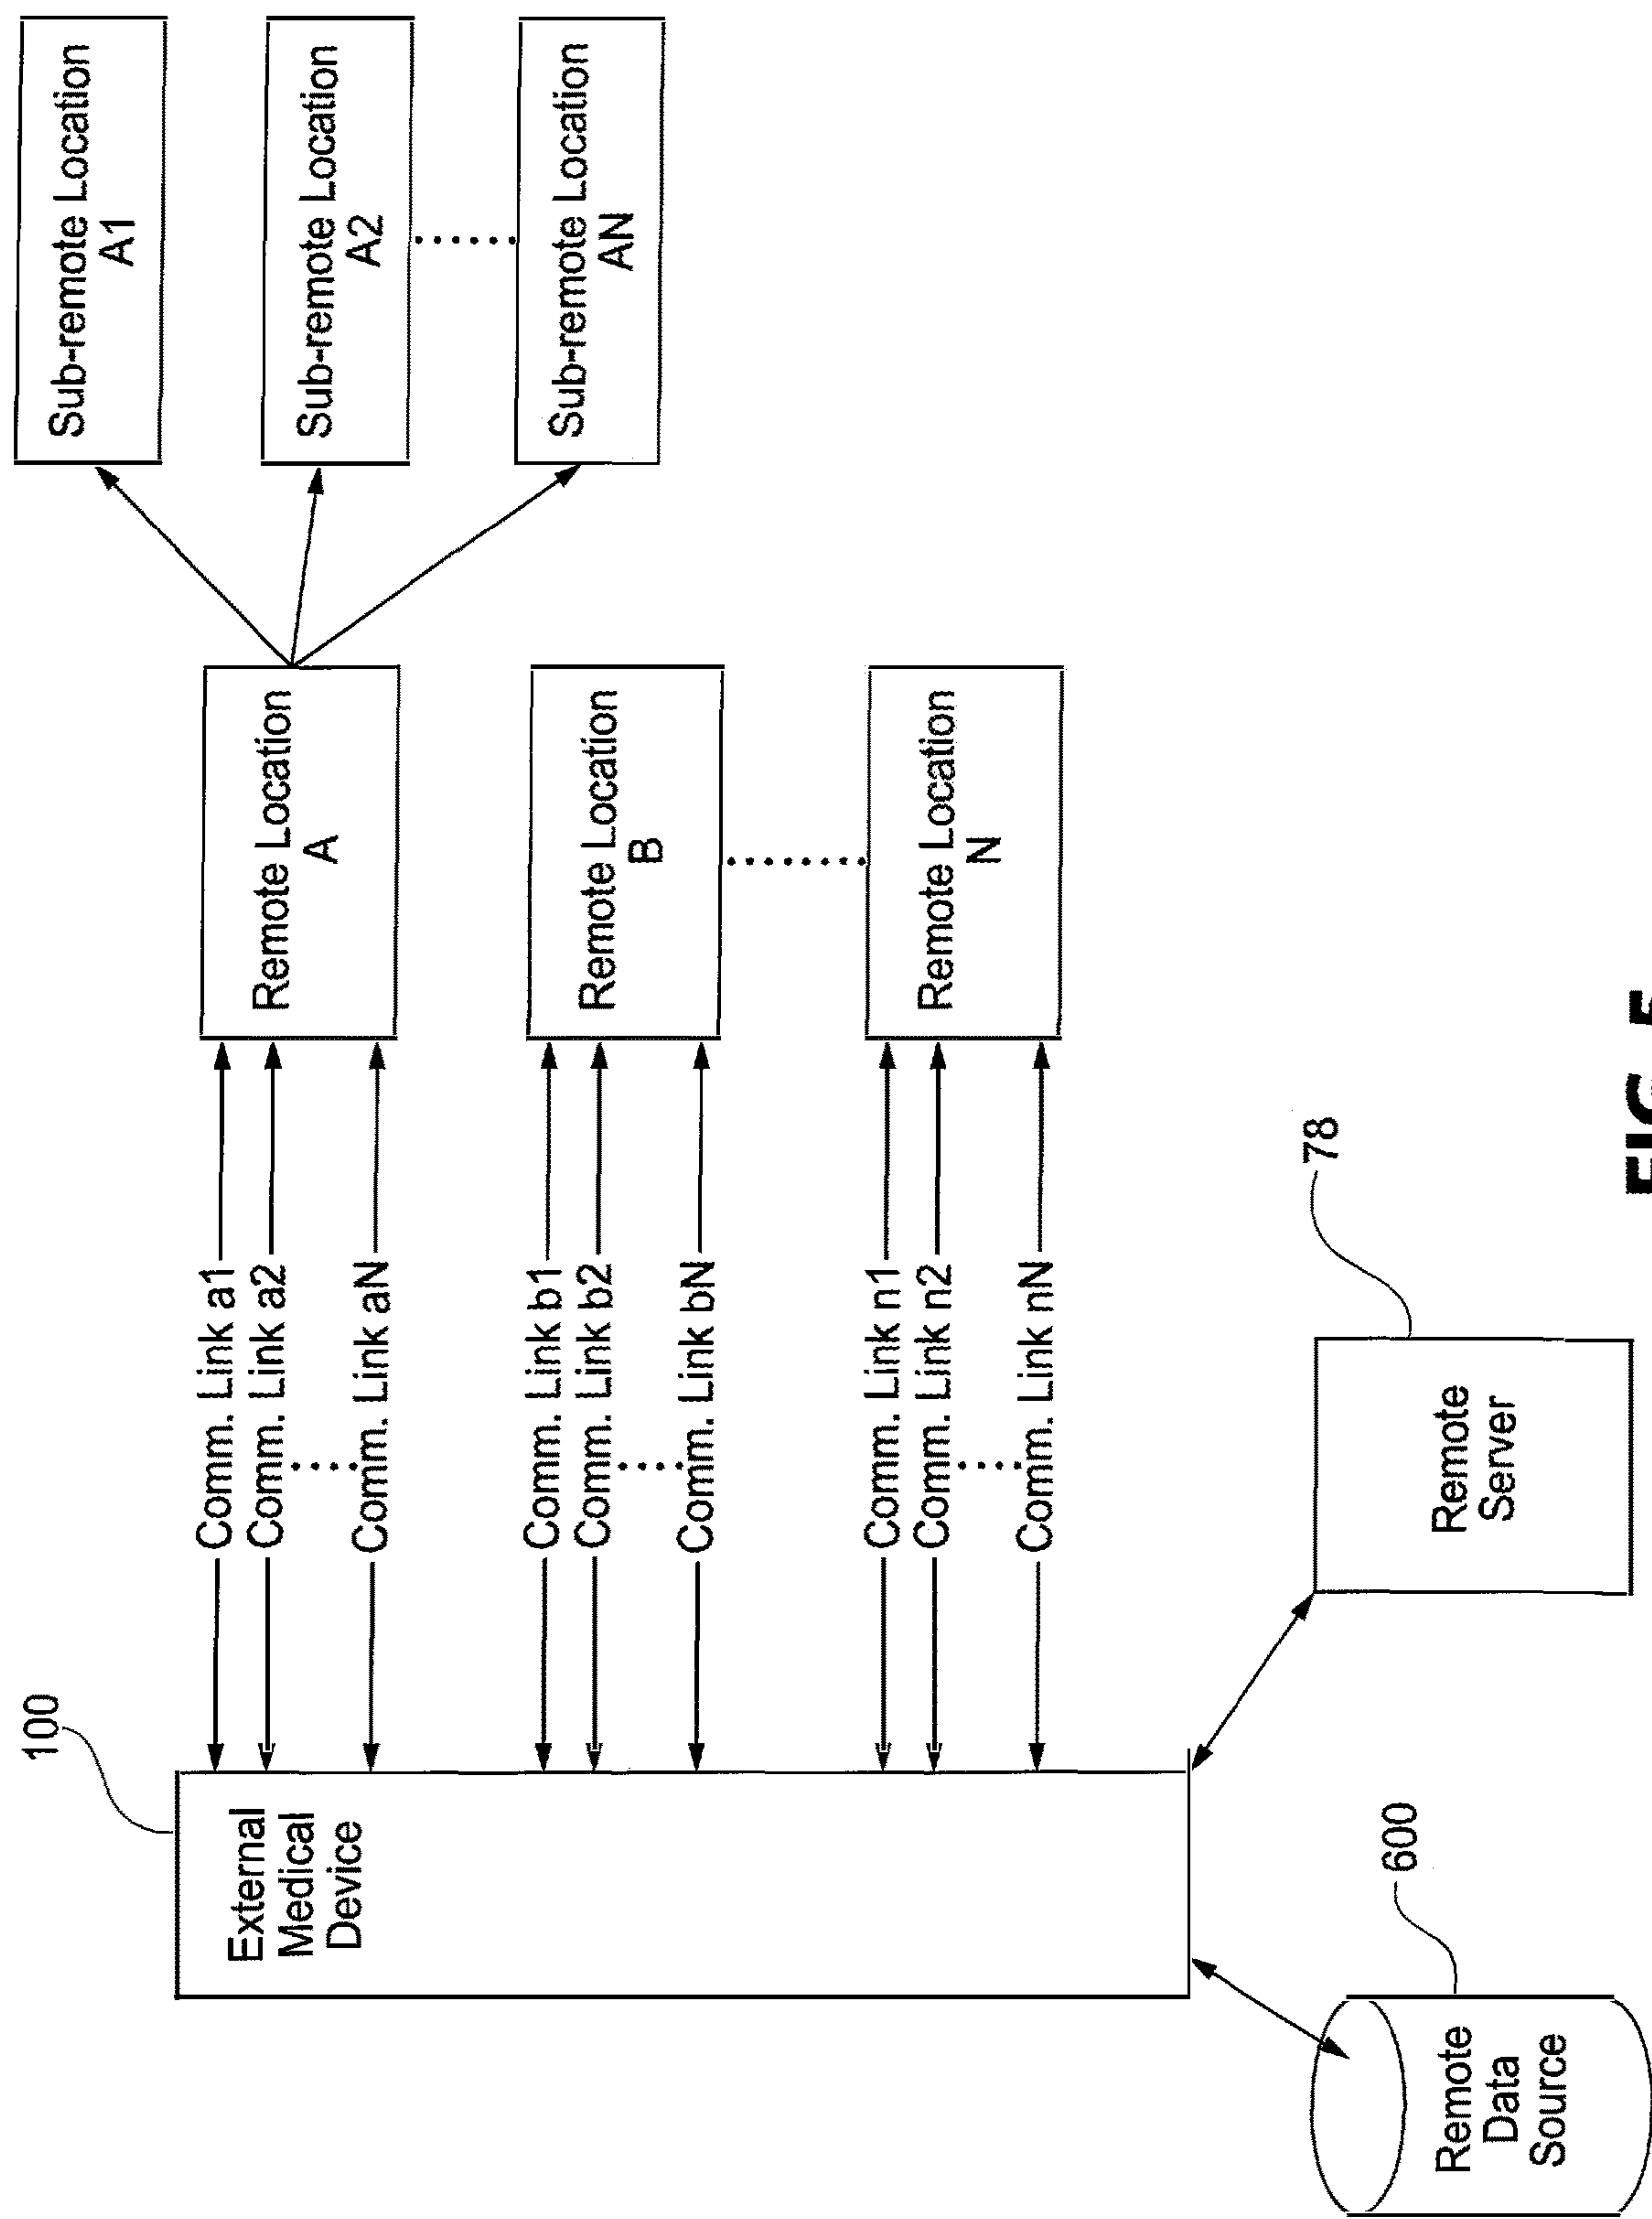 100
External
Medical
Device
Comm. Link a1
Comm. Link a2
Comm. Link aN
Comm. Link b1
Comm. Link b2
Comm. Link bN
Comm. Link n1
Comm. Link n2
Comm. Link nN
Remote Location
A
Remote Location
B
Remote Location
N
Sub-remote Location
A1
Sub-remote Location
A2
Sub-remote Location
AN
600
Remote
Data
Source
78
Remote
Server
FIG. 5